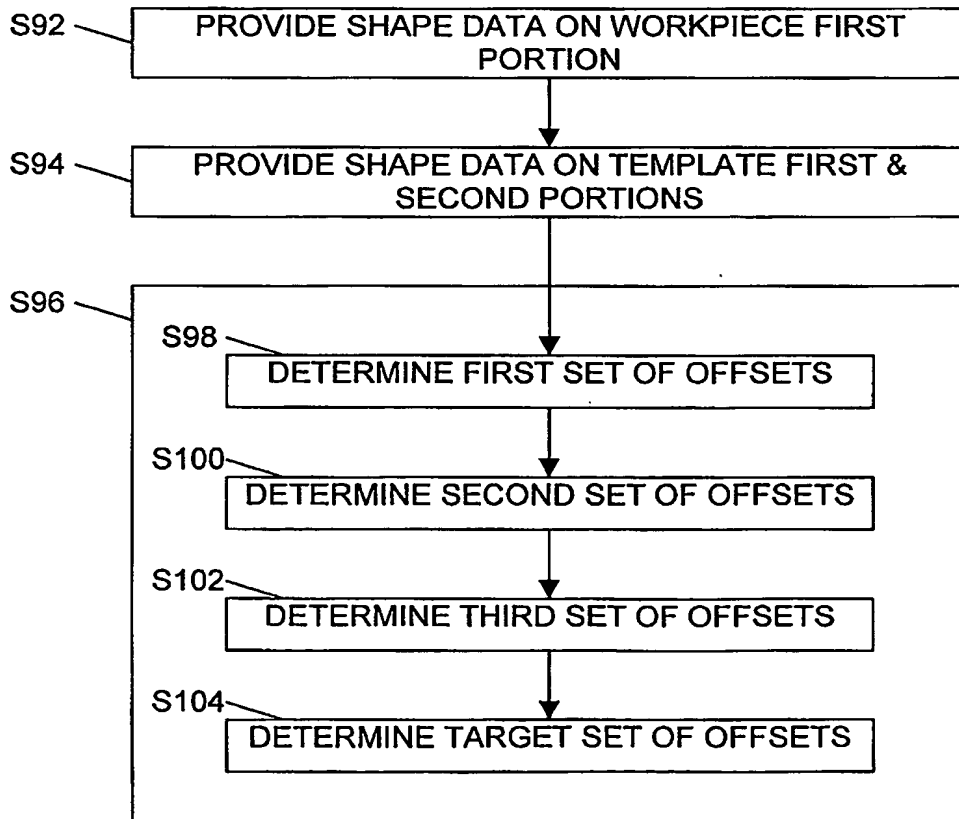 S92
PROVIDE SHAPE DATA ON WORKPIECE FIRST
PORTION
S94
PROVIDE SHAPE DATA ON TEMPLATE FIRST &
SECOND PORTIONS
S96
S98
DETERMINE FIRST SET OF OFFSETS
S100
DETERMINE SECOND SET OF OFFSETS
S102
DETERMINE THIRD SET OF OFFSETS
S104
DETERMINE TARGET SET OF OFFSETS